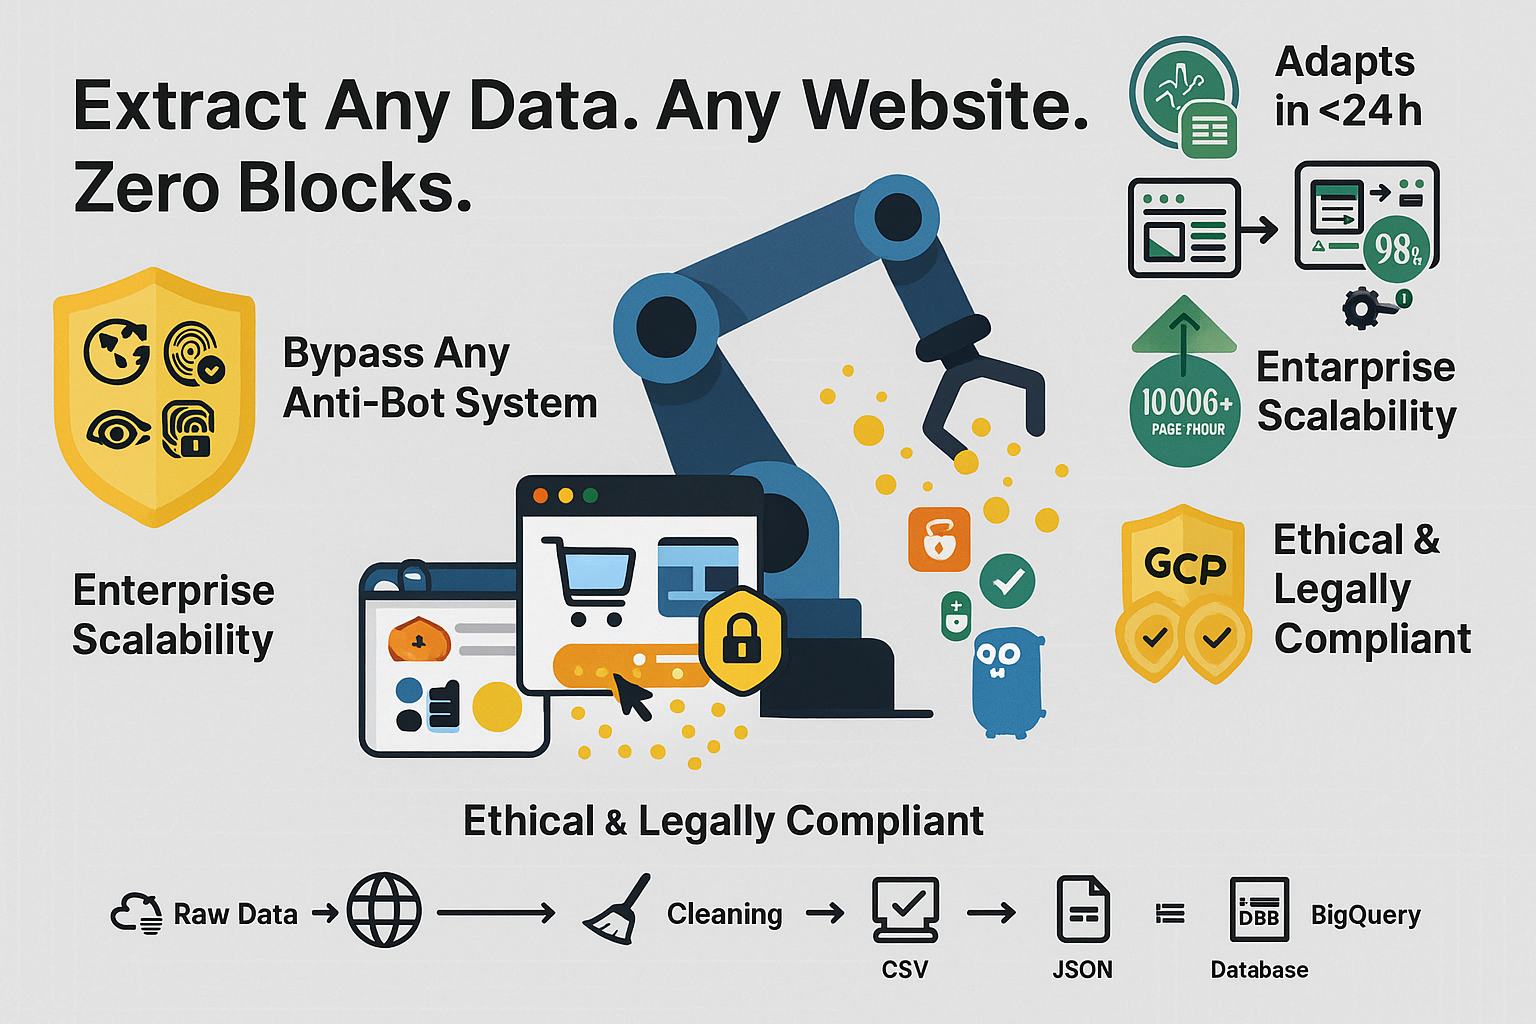 Extract Any Data. Any Website.
Zero Blocks.
Adapts
in <24h
98%
Bypass Any
Anti-Bot System
Entarprise
Scalability
10006+
PAGE FHOUR
Enterprise
Scalability
GCP
Ethical &
Legally
Compliant
Ethical & Legally Compliant
Raw Data
Cleaning
CSV
JSON
DBB
Database
BigQuery